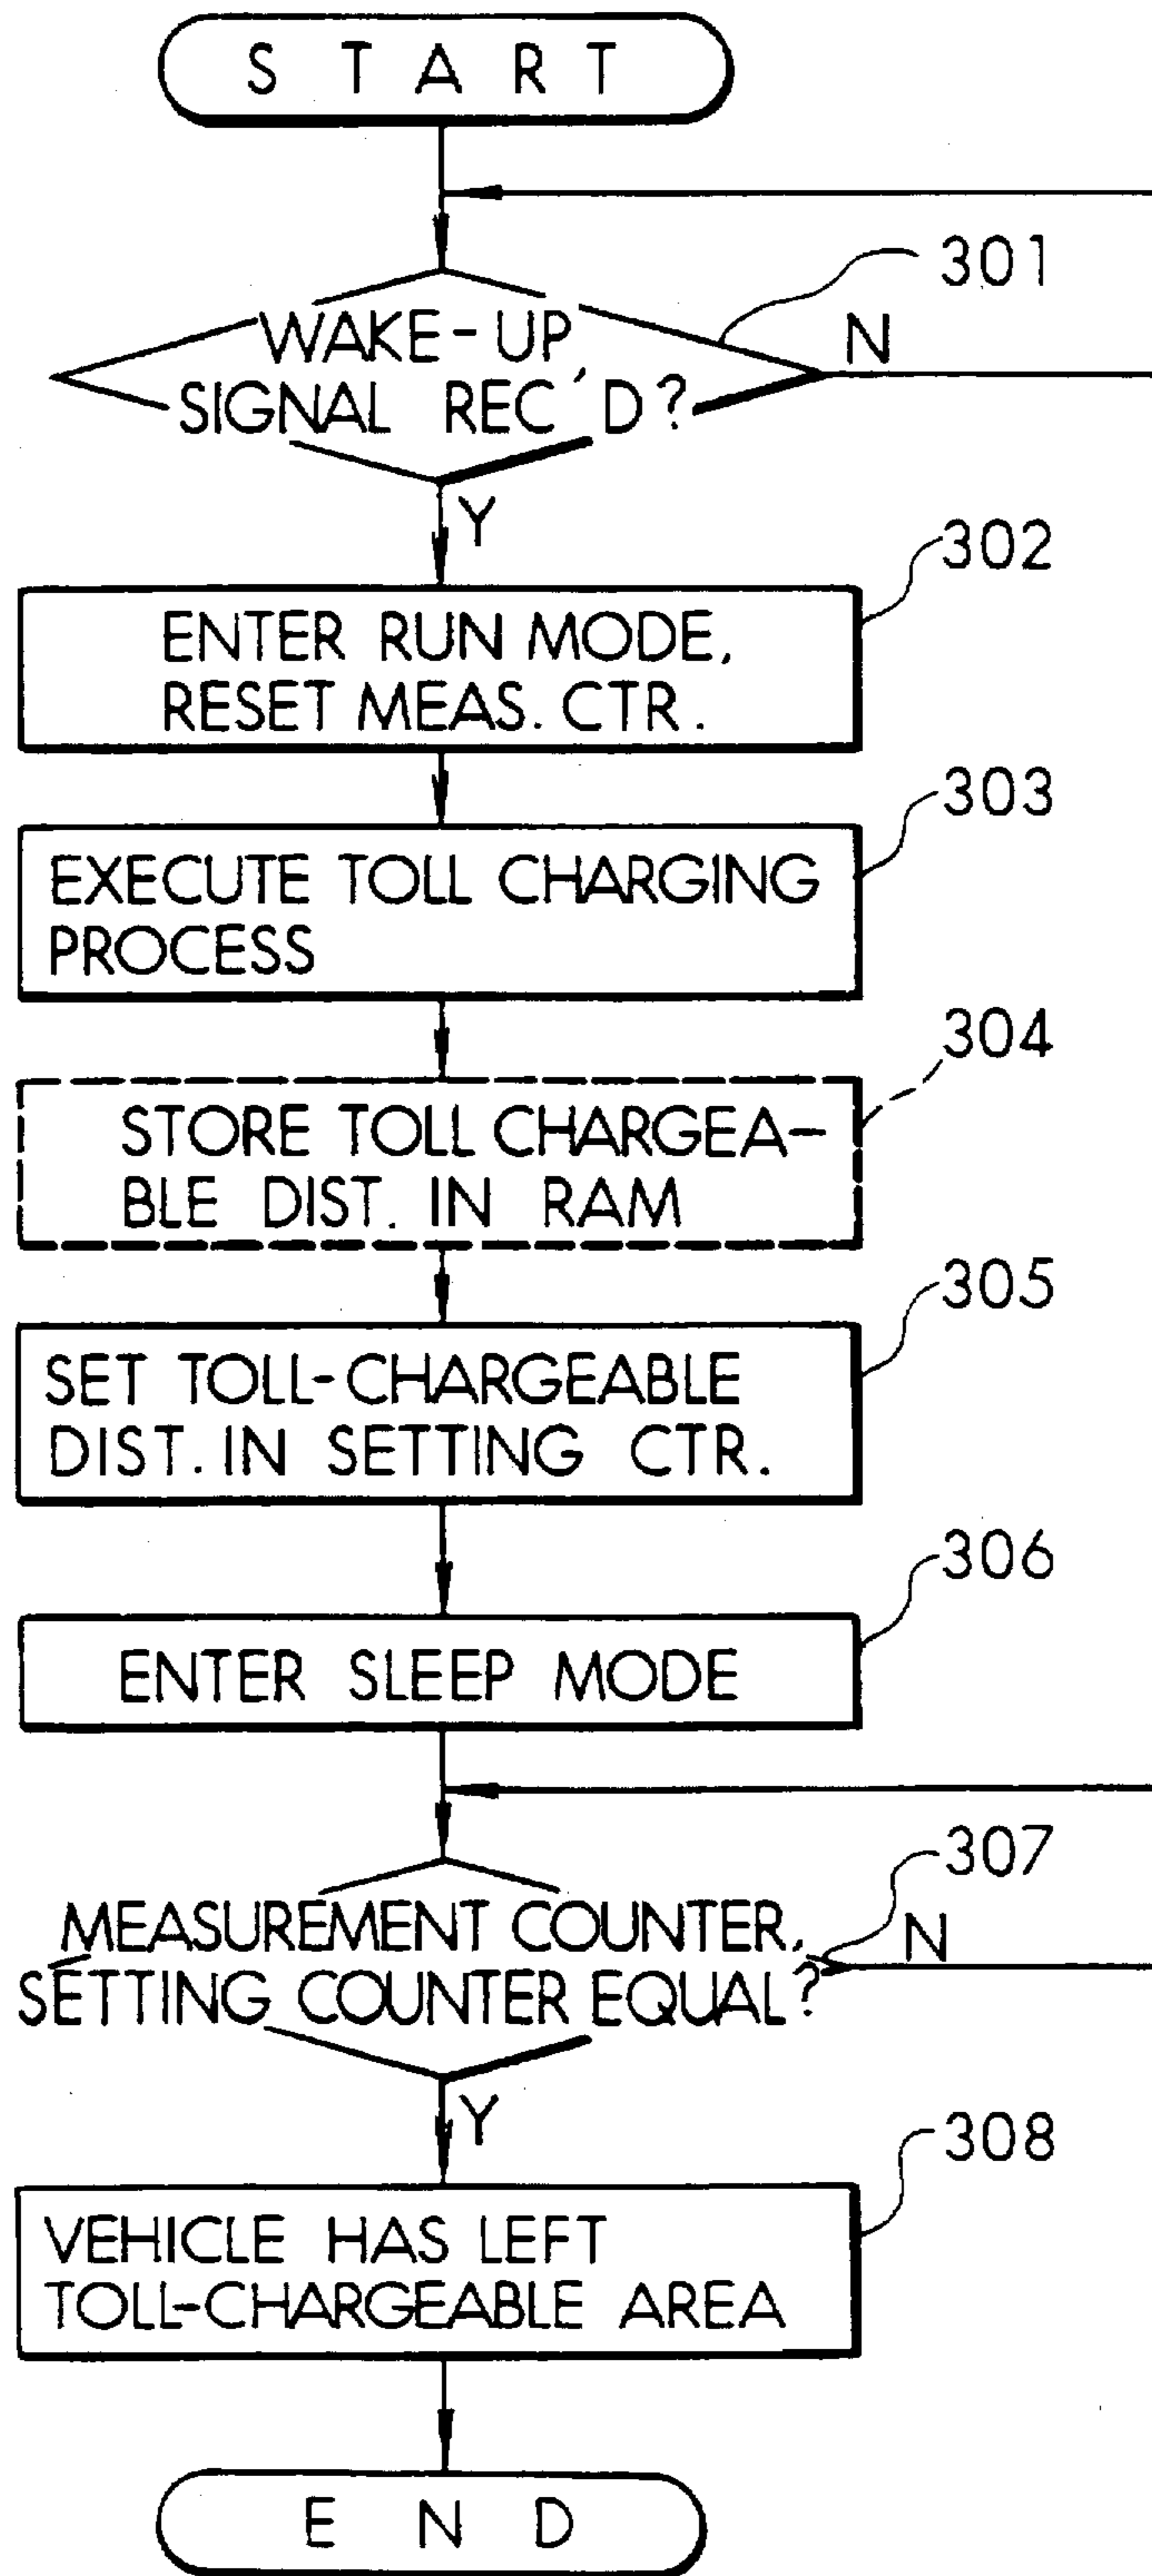 START
301
WAKE-UP
SIGNAL REC'D?
N
Y
302
ENTER RUN MODE,
RESET MEAS. CTR.
303
EXECUTE TOLL CHARGING
PROCESS
304
STORE TOLL CHARGEA-
BLE DIST. IN RAM
305
SET TOLL-CHARGEABLE
DIST. IN SETTING CTR.
306
ENTER SLEEP MODE
307
MEASUREMENT COUNTER,
SETTING COUNTER EQUAL?
N
Y
308
VEHICLE HAS LEFT
TOLL-CHARGEABLE AREA
END